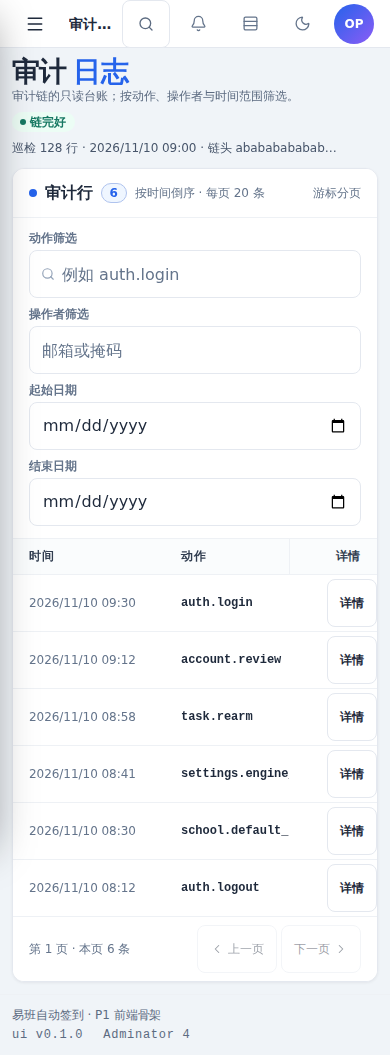 审计… OP
审计 日志
审计链的只读台账；按动作、操作者与时间范围筛选。
链完好
巡检 128 行 · 2026/11/10 09:00 · 链头 abababababab…
审计行 6 按时间倒序 · 每页 20 条 游标分页
动作筛选
例如 auth.login
操作者筛选
邮箱或掩码
起始日期
mm/dd/yyyy
结束日期
mm/dd/yyyy
时间 动作 详情
2026/11/10 09:30 auth.login 详情
2026/11/10 09:12 account.review 详情
2026/11/10 08:58 task.rearm 详情
2026/11/10 08:41 settings.engine 详情
2026/11/10 08:30 school.default_ 详情
2026/11/10 08:12 auth.logout 详情
第 1 页 · 本页 6 条 上一页 下一页
易班自动签到 · P1 前端骨架
ui v0.1.0 Adminator 4